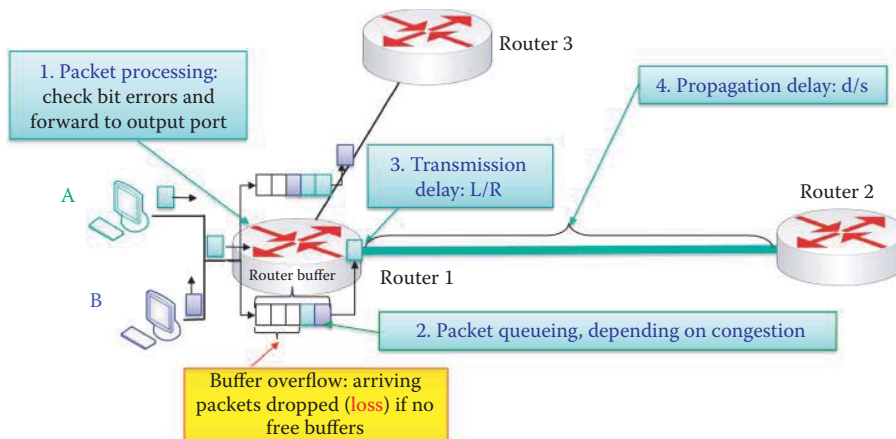 Router 3
1. Packet processing:
check bit errors and
forward to output port
4. Propagation delay: d/s
3. Transmission
delay: L/R
A
Router 2
Router buffer
Router 1
B
2. Packet queueing, depending on congestion
Buffer overflow: arriving
packets dropped (loss) if no
free buffers